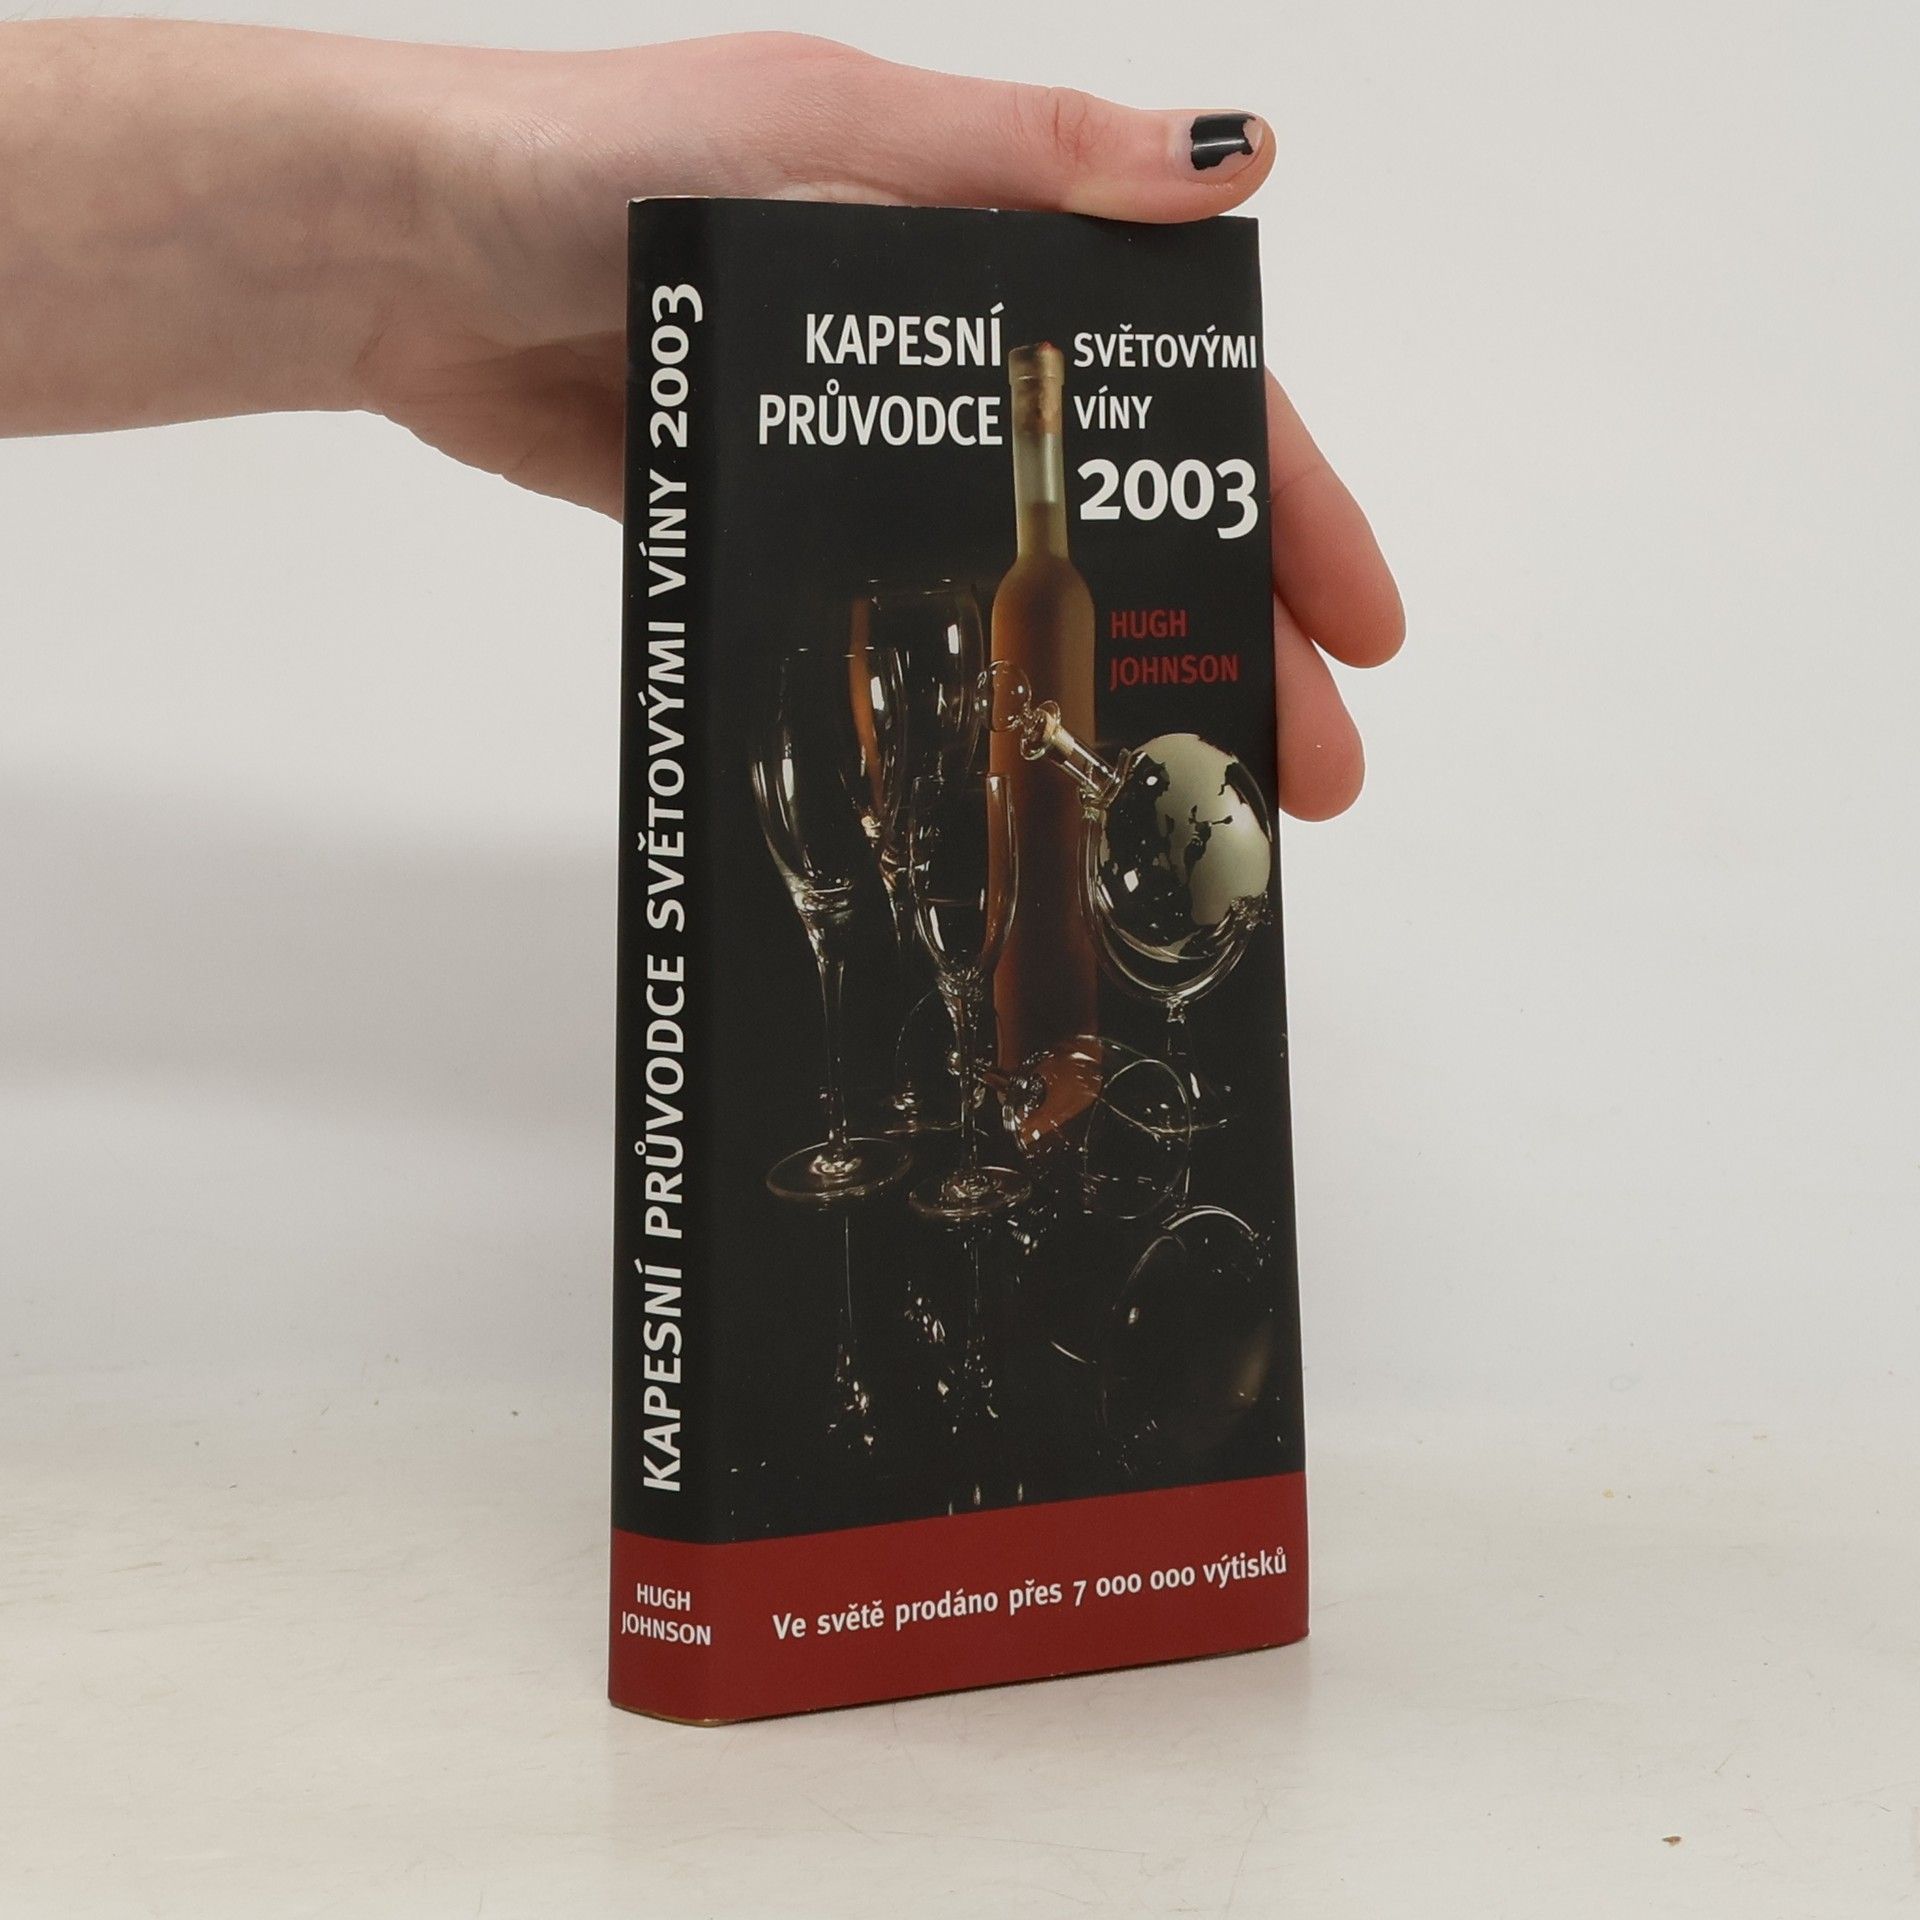 KAPESNÍ PRŮVODCE SVĚTOVÝMI VÍNY 2003
HUGH
JOHNSON
KAPESNÍ
PRŮVODCE
SVĚTOVÝMI
VÍNY
2003
HUGH
JOHNSON
Ve světě prodáno přes 7 000 000 výtisků